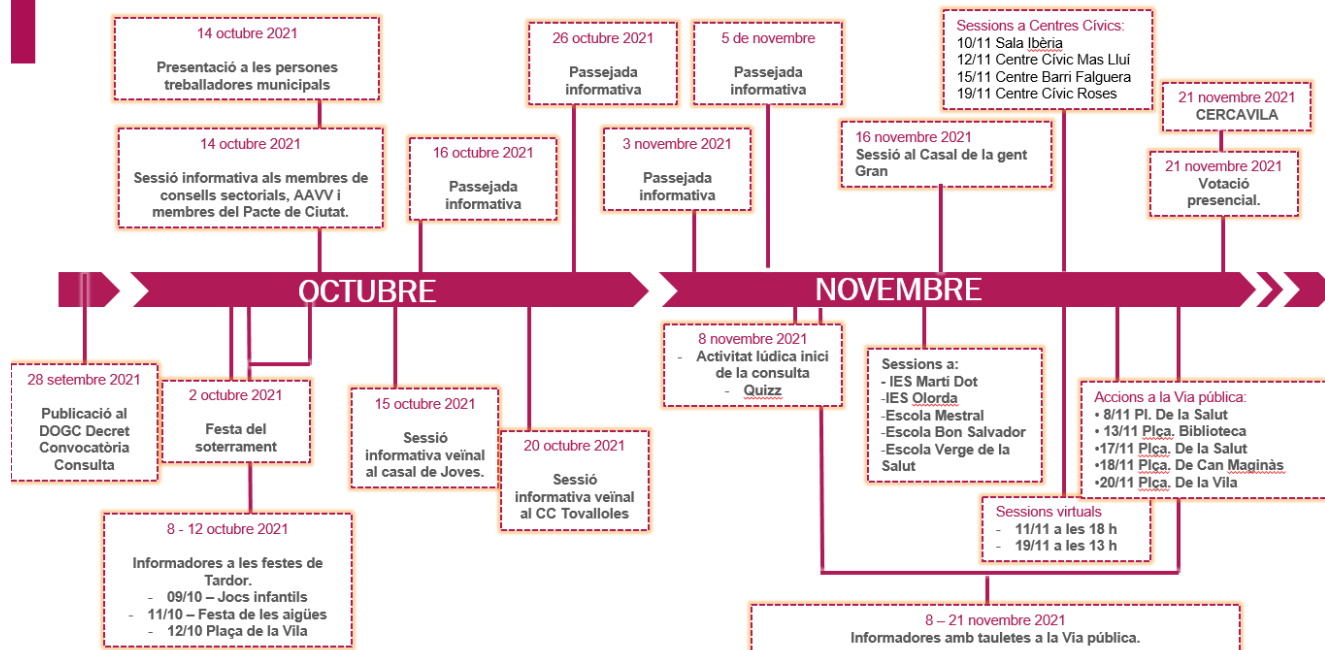 14 octubre 2021
Presentació a les persones
treballadores municipals
14 octubre 2021
Sessió informativa als membres de
consells sectorials, AAVV i
membres del Pacte de Ciutat.
16 octubre 2021
Passejada
informativa
26 octubre 2021
Passejada
informativa
3 novembre 2021
Passejada
informativa
5 de novembre
Passejada
informativa
16 novembre 2021
Sessió al Casal de la gent
Gran
Sessions a Centres Cívics:
10/11 Sala Ibèria
12/11 Centre Cívic Mas Lluí
15/11 Centre Barri Falguera
19/11 Centre Cívic Roses
21 novembre 2021
CERCAVILA
21 novembre 2021
Votació
presencial.
OCTUBRE
NOVEMBRE
28 setembre 2021
Publicació al
DOGC Decret
Convocatòria
Consulta
2 octubre 2021
Festa del
soterrament
8 - 12 octubre 2021
Informadores a les festes de
Tardor.
- 09/10 – Jocs infantils
- 11/10 – Festa de les aigües
- 12/10 Plaça de la Vila
15 octubre 2021
Sessió
informativa veïnal
al casal de Joves.
20 octubre 2021
Sessió
informativa veïnal
al CC Tovalloles
8 novembre 2021
- Activitat lúdica inici
de la consulta
- Quizz
Sessions a:
- IES Martí Dot
-IES Olorda
-Escola Mestral
-Escola Bon Salvador
-Escola Verge de la
Salut
Sessions virtuals
- 11/11 a les 18 h
- 19/11 a les 13 h
Accions a la Via pública:
• 8/11 Pl. De la Salut
• 13/11 Plça. Biblioteca
•17/11 Plça. De la Salut
•18/11 Plça. De Can Maginàs
•20/11 Plça. De la Vila
8 – 21 novembre 2021
Informadores amb tauletes a la Via pública.